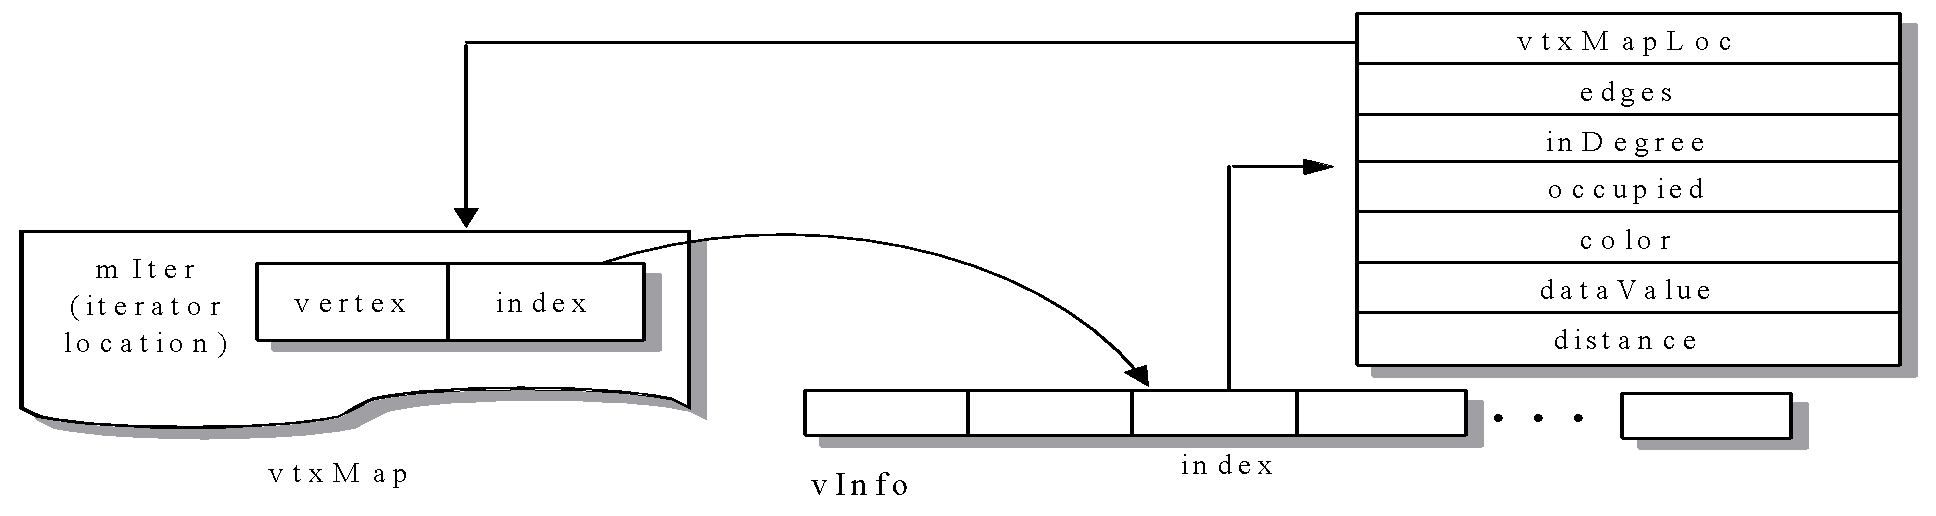 vtxMapLoc
edges
inDegree
occupied
color
dataValue
distance
mIter
(iterator
location)
vertex
index
vtxMap
index
vInfo